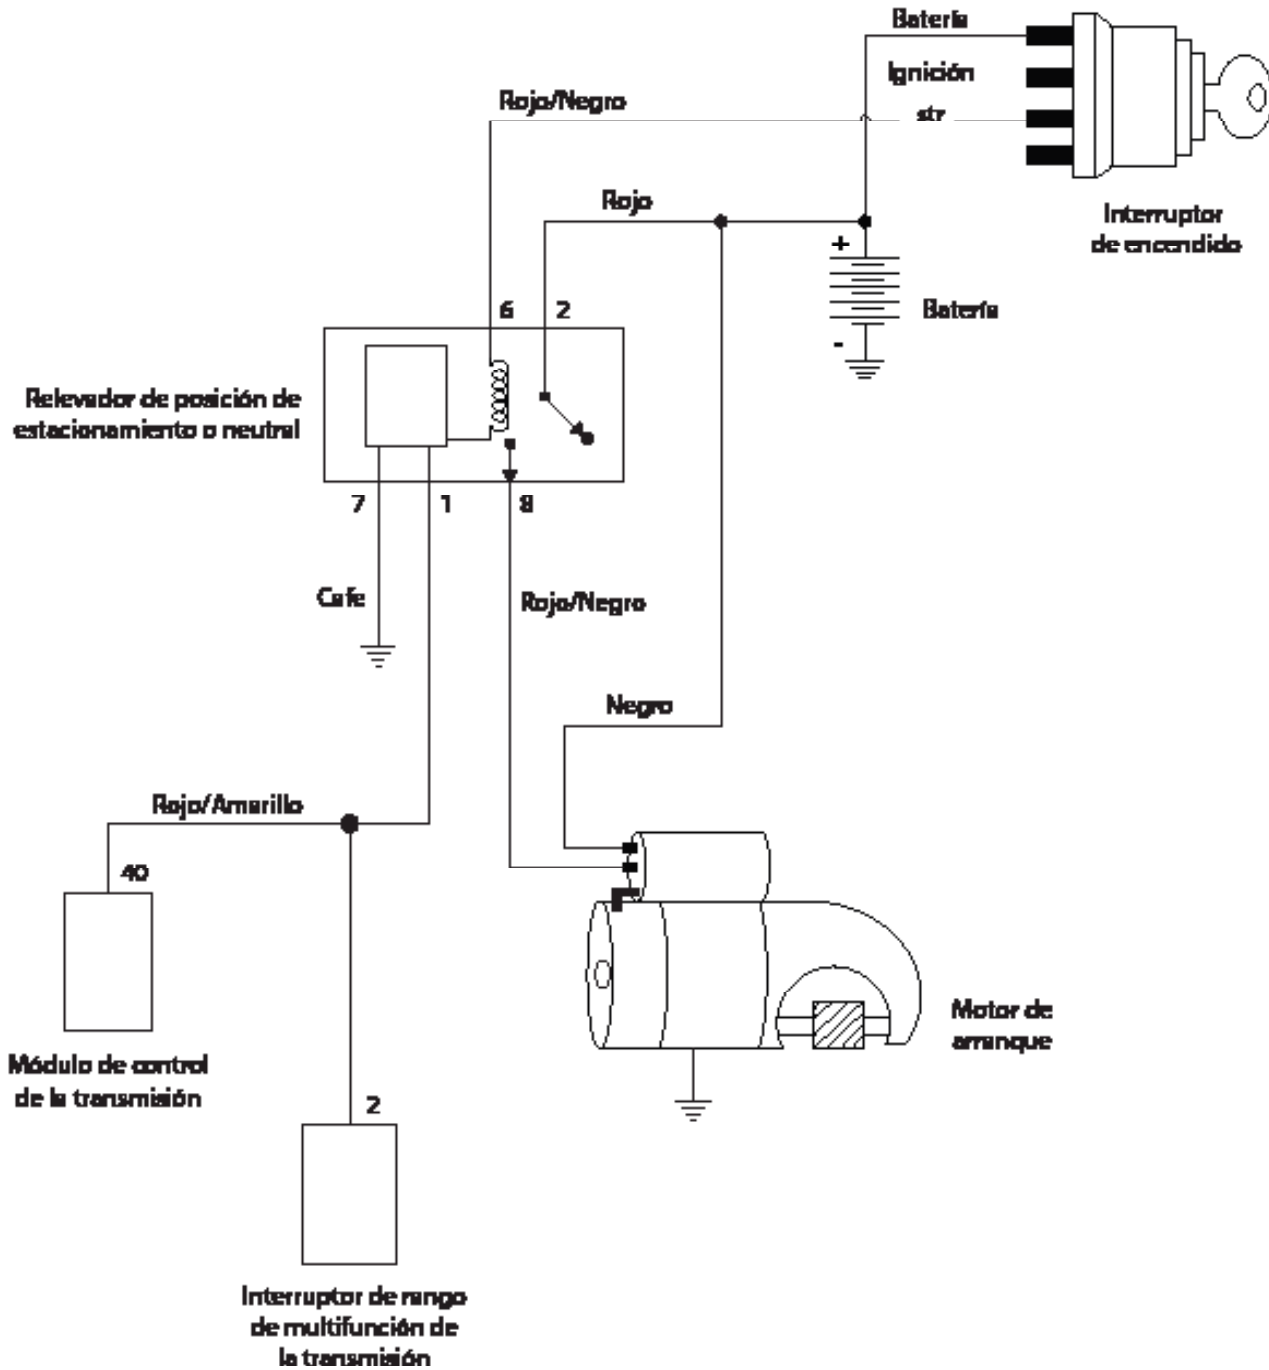 Batería
Ignición
str
Rojo/Negro
Interruptor
de encendido
Rojo
+
Batería
-
6
2
Relevador de posición de
estacionamiento o neutral
7
1
8
Cafe
Rojo/Negro
Negro
Rojo/Amarillo
40
Módulo de control
de la transmisión
Motor de
arranque
2
Interruptor de rango
de multifunción de
la transmisión